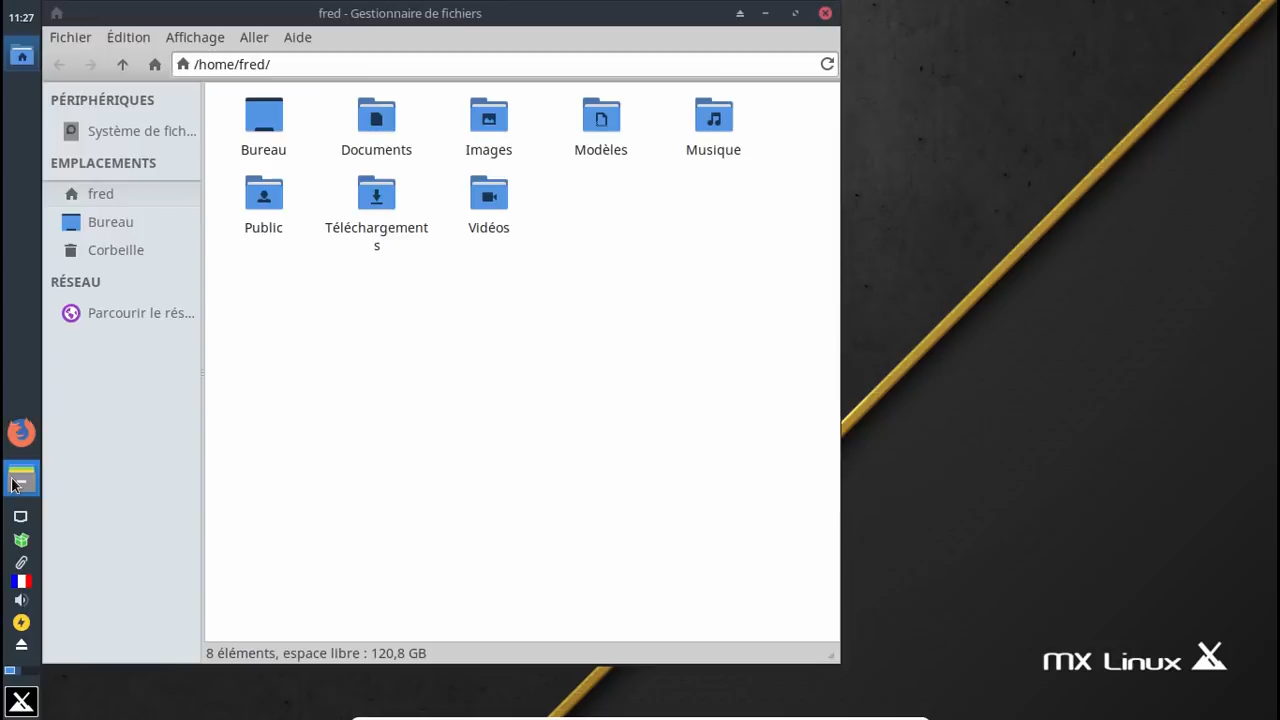 11:27
fred - Gestionnaire de fichiers
Fichier Édition Affichage Aller Aide
/home/fred/
PÉRIPHÉRIQUES
Système de fich...
EMPLACEMENTS
fred
Bureau
Corbeille
RÉSEAU
Parcourir le rés...
Bureau Documents Images Modèles Musique
Public Téléchargement Vidéos
s
8 éléments, espace libre : 120,8 GB
MX Linux